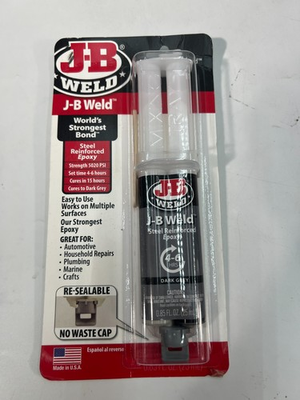 J-B
WELD
J-B Weld™
World's
Strongest
Bond™
Steel
Reinforced
Epoxy
Strength 5020 PSI
Set time 4-6 hours
Cures in 15 hours
Cures to Dark Grey
Easy to Use
Works on Multiple
Surfaces
Our Strongest
Epoxy
GREAT FOR:
• Automotive
• Household Repairs
• Plumbing
• Marine
• Crafts
RE-SEALABLE
NO WASTE CAP
Made in U.S.A.
Español al reverso
J-B
WELD
J-B Weld™
Steel Reinforced
Epoxy
4-6
DARK GREY